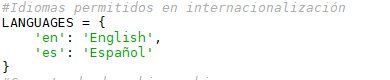 #Idiomas permitidos en internacionalización
LANGUAGES = {
    'en': 'English',
    'es': 'Español'
}